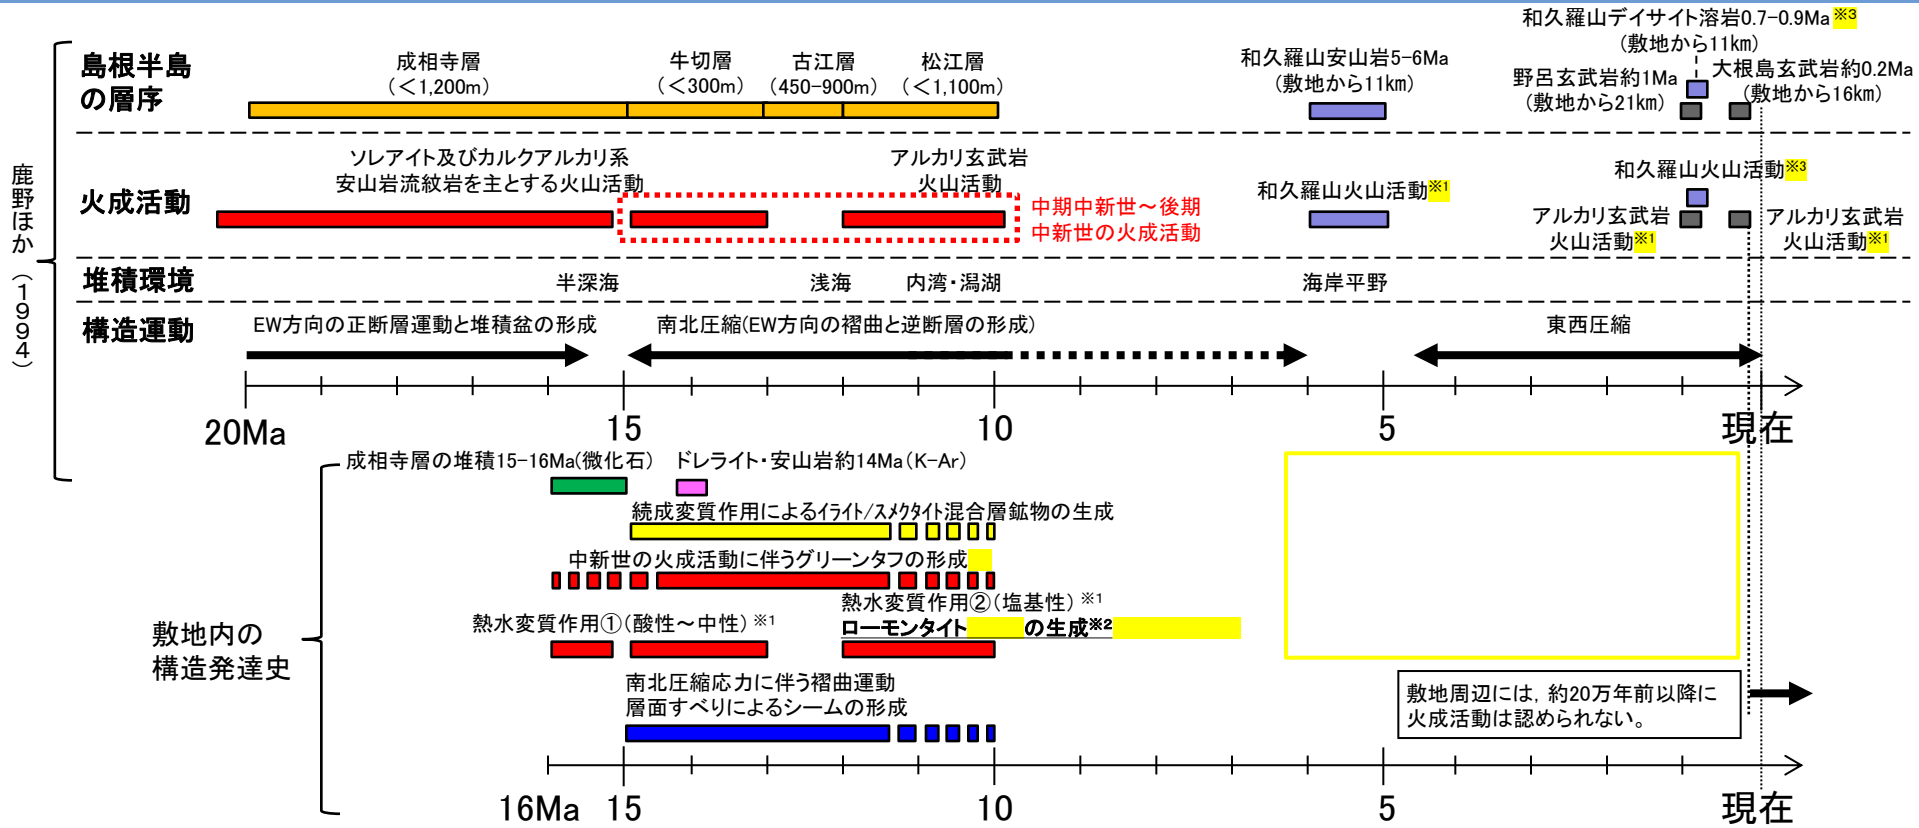 和久羅山デイサイト溶岩0.7-0.9Ma ※3
(敷地から11km)
島根半島
の層序
成相寺層
(＜1,200m)
牛切層
(＜300m)
古江層
(450-900m)
松江層
(＜1,100m)
和久羅山安山岩5-6Ma
(敷地から11km)
野呂玄武岩約1Ma
(敷地から21km)
大根島玄武岩約0.2Ma
(敷地から16km)
鹿野ほか(1994)
火成活動
ソレアイト及びカルクアルカリ系
安山岩流紋岩を主とする火山活動
アルカリ玄武岩
火山活動
中期中新世～後期
中新世の火成活動
和久羅山火山活動※1
和久羅山火山活動※3
アルカリ玄武岩
火山活動※1
アルカリ玄武岩
火山活動※1
堆積環境
半深海
浅海
内湾・潟湖
海岸平野
構造運動
EW方向の正断層運動と堆積盆の形成
南北圧縮(EW方向の褶曲と逆断層の形成)
東西圧縮
20Ma
15
10
5
現在
敷地内の
構造発達史
成相寺層の堆積15-16Ma(微化石)
ドレライト・安山岩約14Ma(K-Ar)
続成変質作用によるイライト/スメクタイト混合層鉱物の生成
中新世の火成活動に伴うグリーンタフの形成
熱水変質作用①(酸性～中性) ※1
熱水変質作用②(塩基性) ※1
ローモンタイト の生成※2
南北圧縮応力に伴う褶曲運動
層面すべりによるシームの形成
敷地周辺には，約20万年前以降に
火成活動は認められない。
16Ma
15
10
5
現在